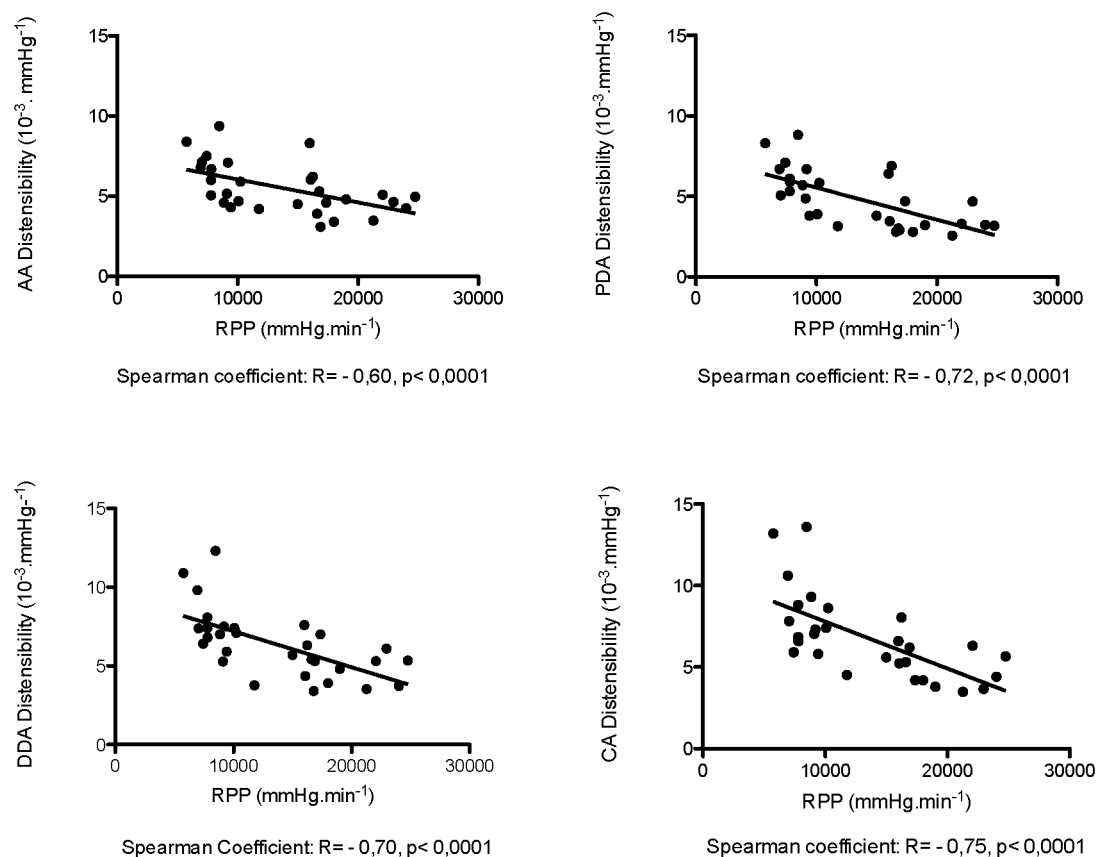 AA Distensibility (10-3. mmHg-1)
15
10
5
0
0 10000 20000 30000
RPP (mmHg.min-1)
Spearman coefficient: R= - 0,60, p< 0,0001
PDA Distensibility (10-3.mmHg-1)
15
10
5
0
0 10000 20000 30000
RPP (mmHg.min-1)
Spearman coefficient: R= - 0,72, p< 0,0001
DDA Distensibility (10-3.mmHg-1)
15
10
5
0
0 10000 20000 30000
RPP (mmHg.min-1)
Spearman Coefficient: R= - 0,70, p< 0,0001
CA Distensibility (10-3.mmHg-1)
15
10
5
0
0 10000 20000 30000
RPP (mmHg.min-1)
Spearman coefficient: R= - 0,75, p< 0,0001